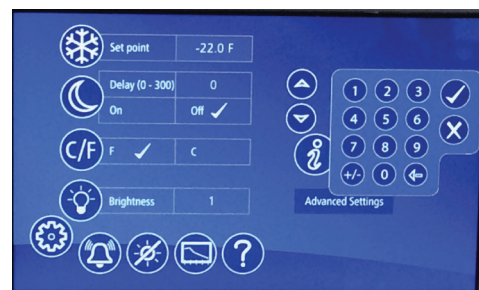 Set point -22.0 F
Delay (0 - 300) 0
On Off
C/F F C
Brightness 1
1 2 3
4 5 6
7 8 9
+/- 0
i
Advanced Settings
?